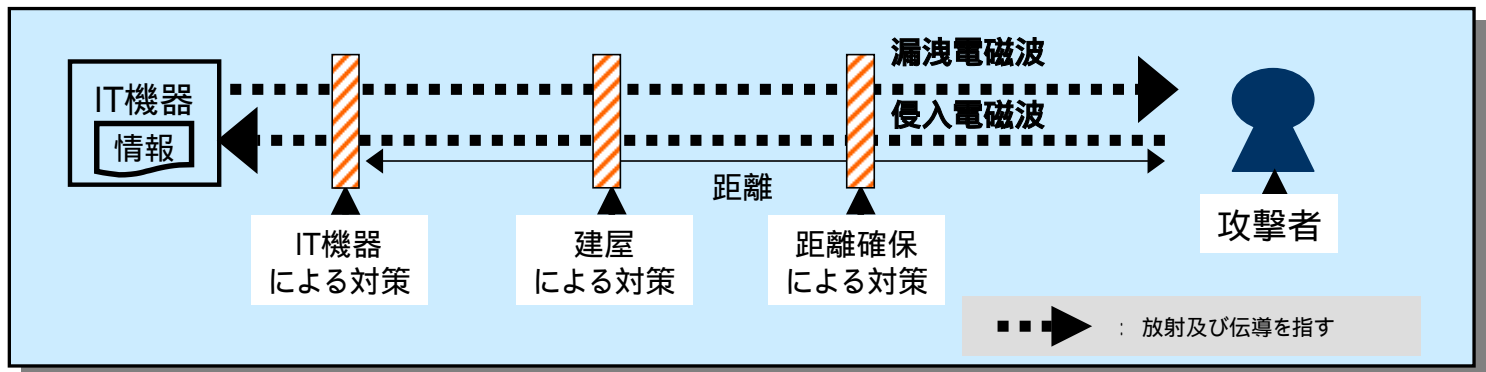 漏洩電磁波
IT機器
情報
侵入電磁波
距離
IT機器
による対策
建屋
による対策
距離確保
による対策
攻撃者
: 放射及び伝導を指す